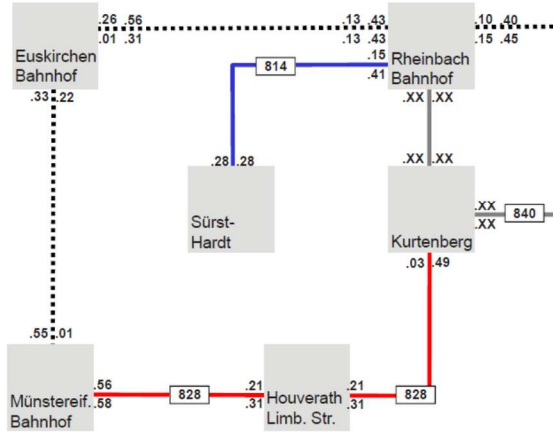 .26 .56
.01 .31
.13 .43
.13 .43
.10 .40
.15 .45
Euskirchen
Bahnhof
.33 .22
.15
.41
814
Rheinbach
Bahnhof
.XX .XX
.28 .28
Sürst-
Hardt
.XX .XX
Kurtenberg
.XX
.XX
840
.03 .49
.55 .01
Münstereif.
Bahnhof
.56
.58
828
.21
.31
Houverath
Limb. Str.
.21
.31
828